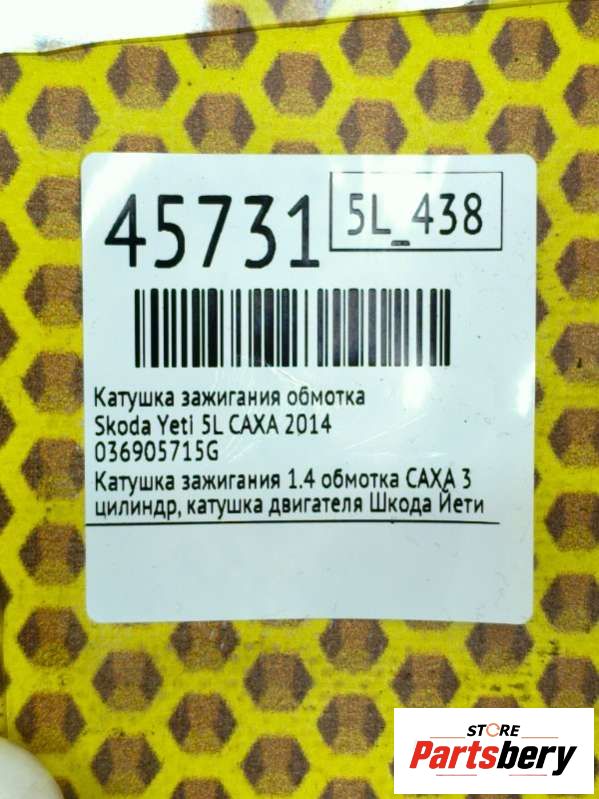 45731
5L_438
Катушка зажигания обмотка
Skoda Yeti 5L CAXA 2014
036905715G
Катушка зажигания 1.4 обмотка CAXA 3
цилиндр, катушка двигателя Шкода Йети
STORE
Partsbery